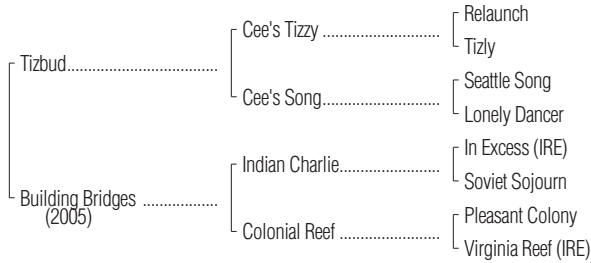 Relaunch
Cee's Tizzy ........................
Tizly
Tizbud...............................
Seattle Song
Cee's Song........................
Lonely Dancer
In Excess (IRE)
Indian Charlie....................
Soviet Sojourn
Building Bridges ...............
(2005)
Pleasant Colony
Colonial Reef ....................
Virginia Reef (IRE)